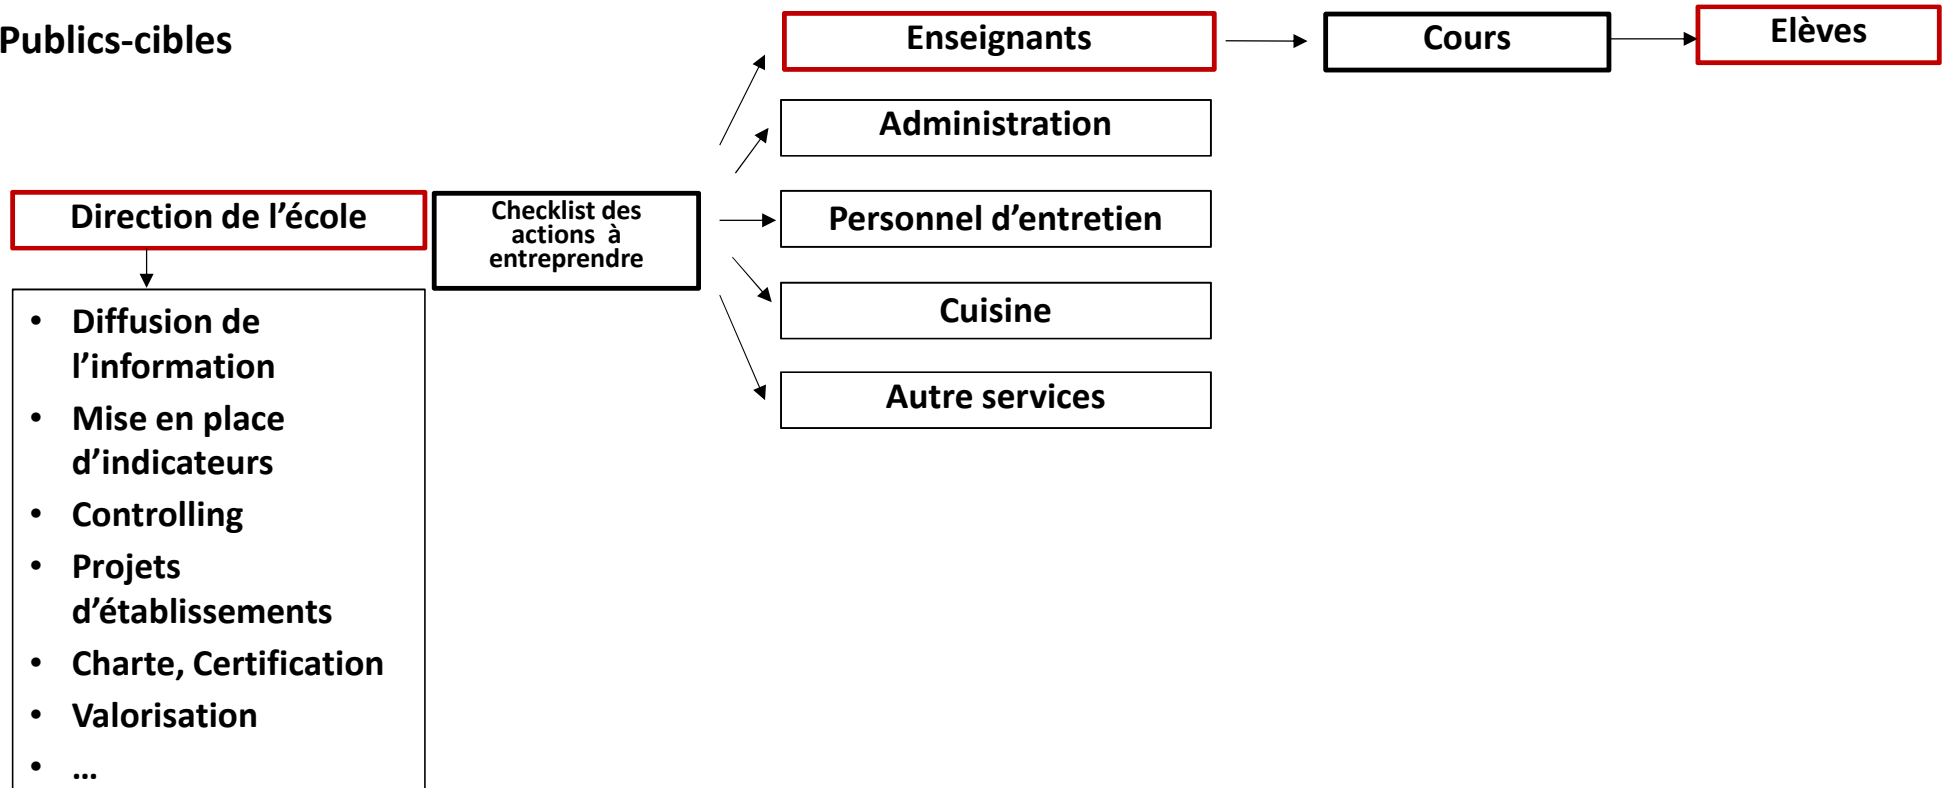 Publics-cibles
Enseignants
Cours
Elèves
Administration
Direction de l’école
Checklist des
actions à
entreprendre
Personnel d’entretien
Cuisine
Autre services
• Diffusion de
l’information
• Mise en place
d’indicateurs
• Controlling
• Projets
d’établissements
• Charte, Certification
• Valorisation
• …